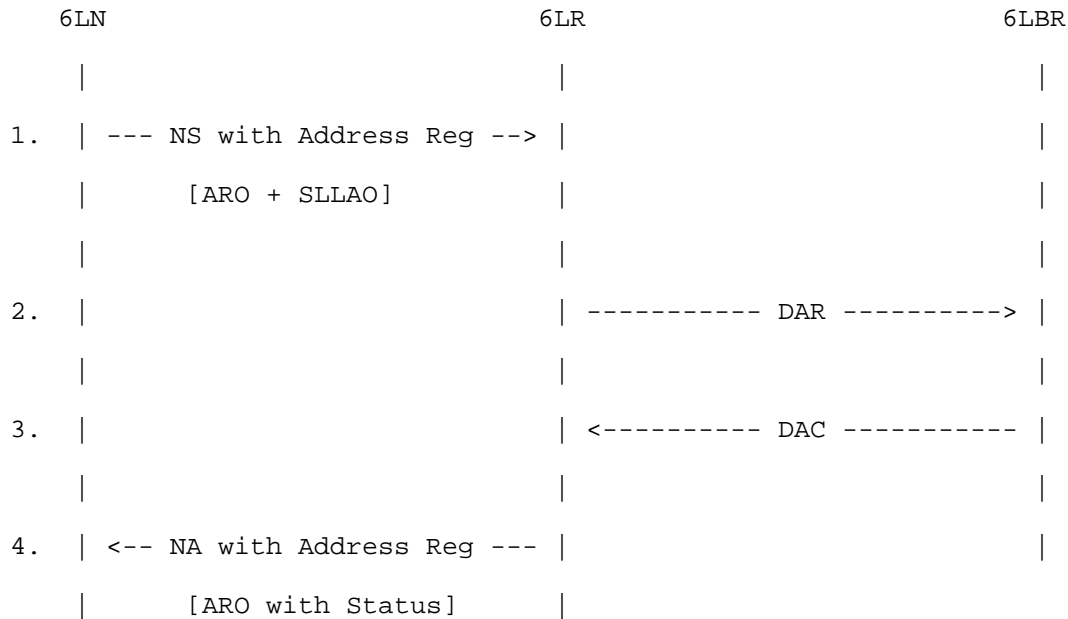 6LN 6LR 6LBR
| | |
1. | --- NS with Address Reg --> | |
| [ARO + SLLAO] | |
| | |
2. | | ----------- DAR ----------> |
| | |
3. | | <---------- DAC ----------- |
| | |
4. | <-- NA with Address Reg --- | |
| [ARO with Status] |